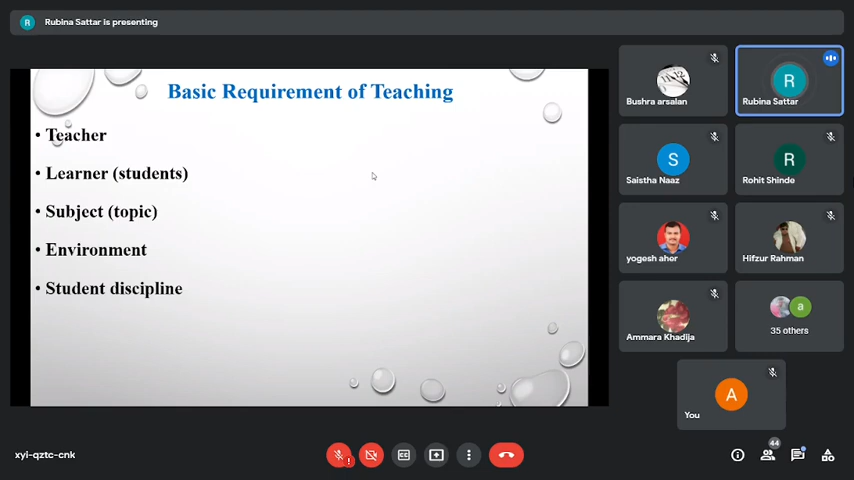 R Rubina Sattar is presenting
Basic Requirement of Teaching
• Teacher
• Learner (students)
• Subject (topic)
• Environment
• Student discipline
Bushra arsalan
R
Rubina Sattar
S
Saistha Naaz
R
Rohit Shinde
yogesh aher
Hifzur Rahman
Ammara Khadija
a
35 others
A
You
xyi-qztc-cnk
44